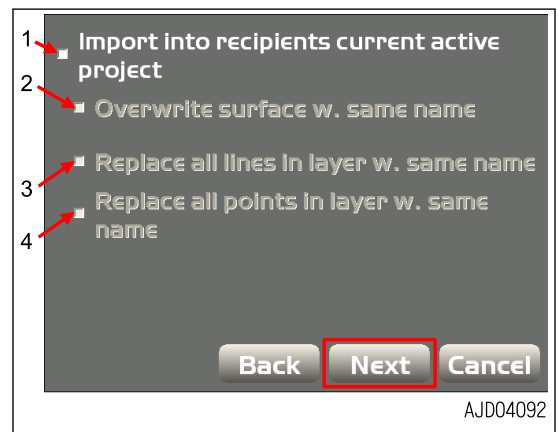 1
Import into recipients current active
project
2
Overwrite surface w. same name
3
Replace all lines in layer w. same name
4
Replace all points in layer w. same
name
Back Next Cancel
AJD04092